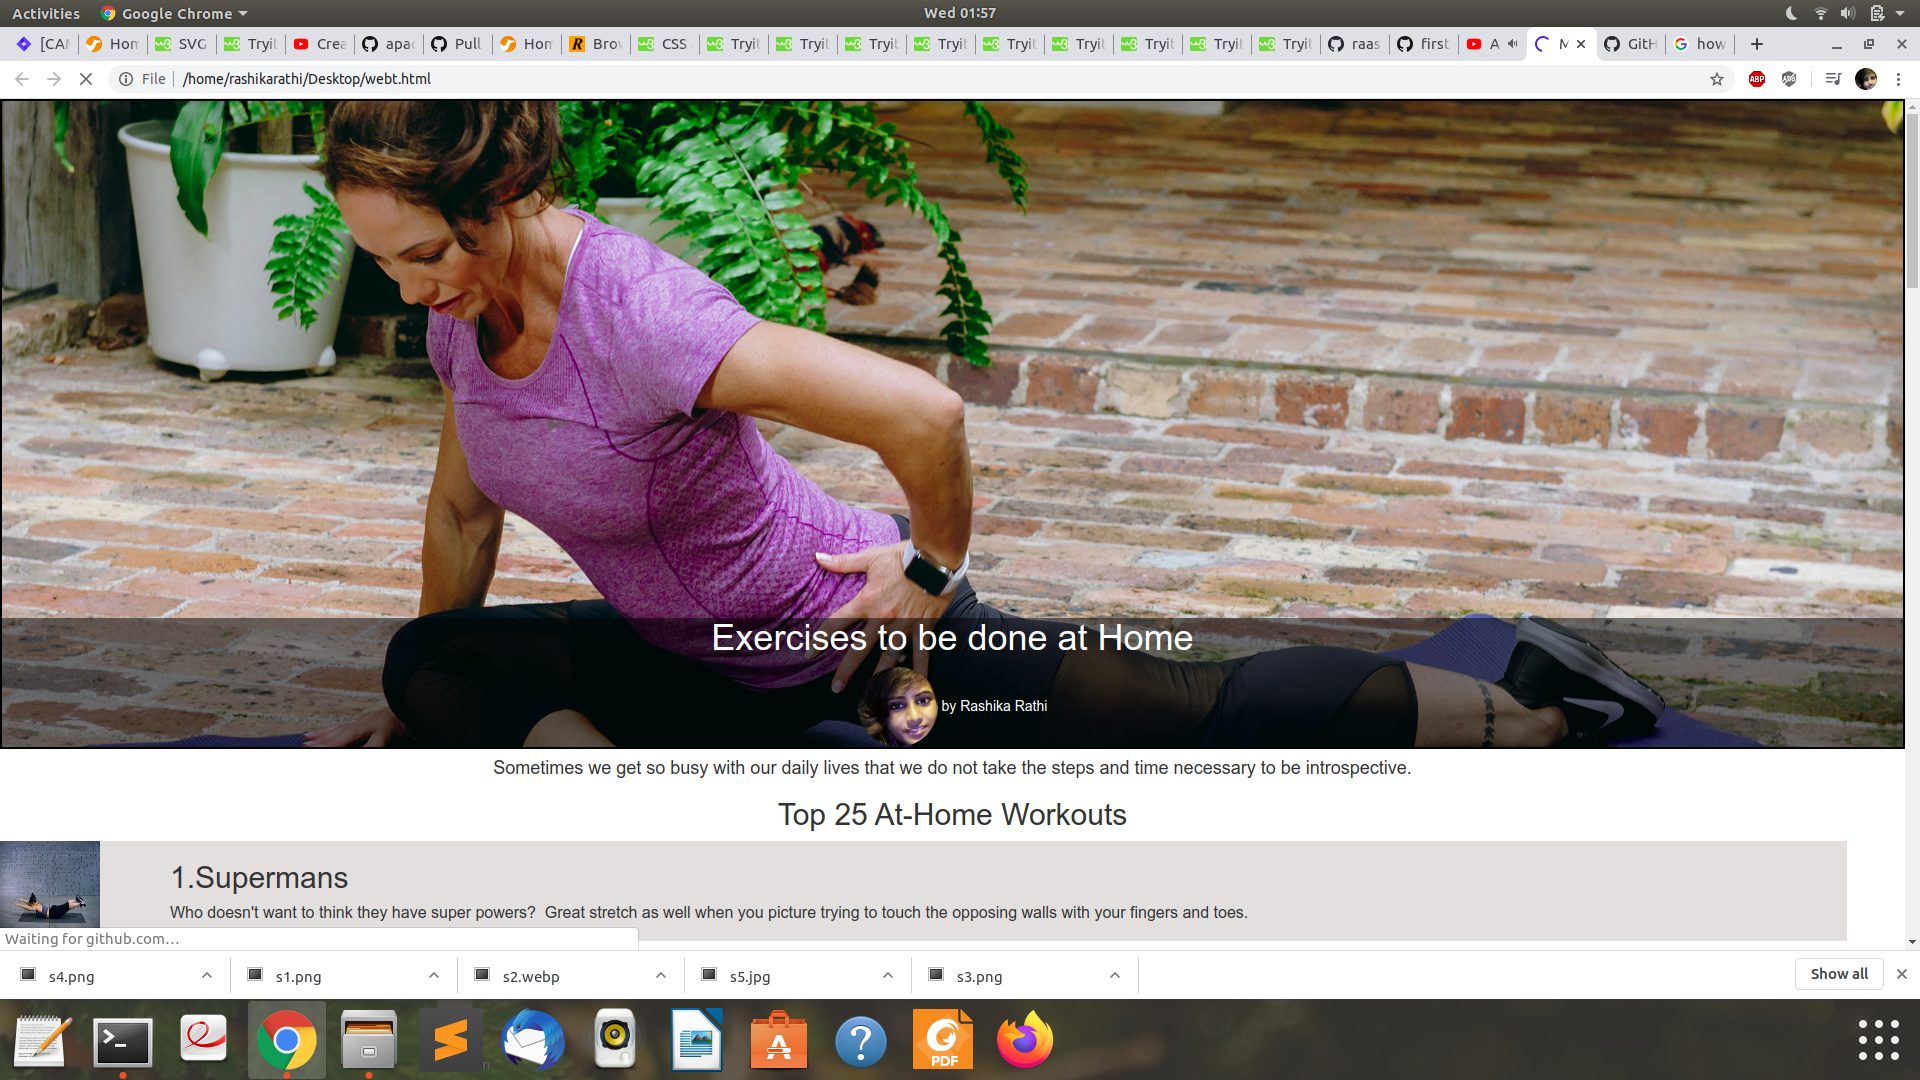 Activities Google Chrome Wed 01:57
[CAM Hom SVG Tryit Crea apac Pull Hom Brov CSS Tryit Tryit Tryit Tryit Tryit Tryit Tryit Tryit Tryit raas first A M GitH how
File /home/rashikarathi/Desktop/webt.html
ABP
Exercises to be done at Home
by Rashika Rathi
Sometimes we get so busy with our daily lives that we do not take the steps and time necessary to be introspective.
Top 25 At-Home Workouts
1.Supermans
Who doesn't want to think they have super powers? Great stretch as well when you picture trying to touch the opposing walls with your fingers and toes.
Waiting for github.com...
s4.png s1.png s2.webp s5.jpg s3.png Show all
PDF